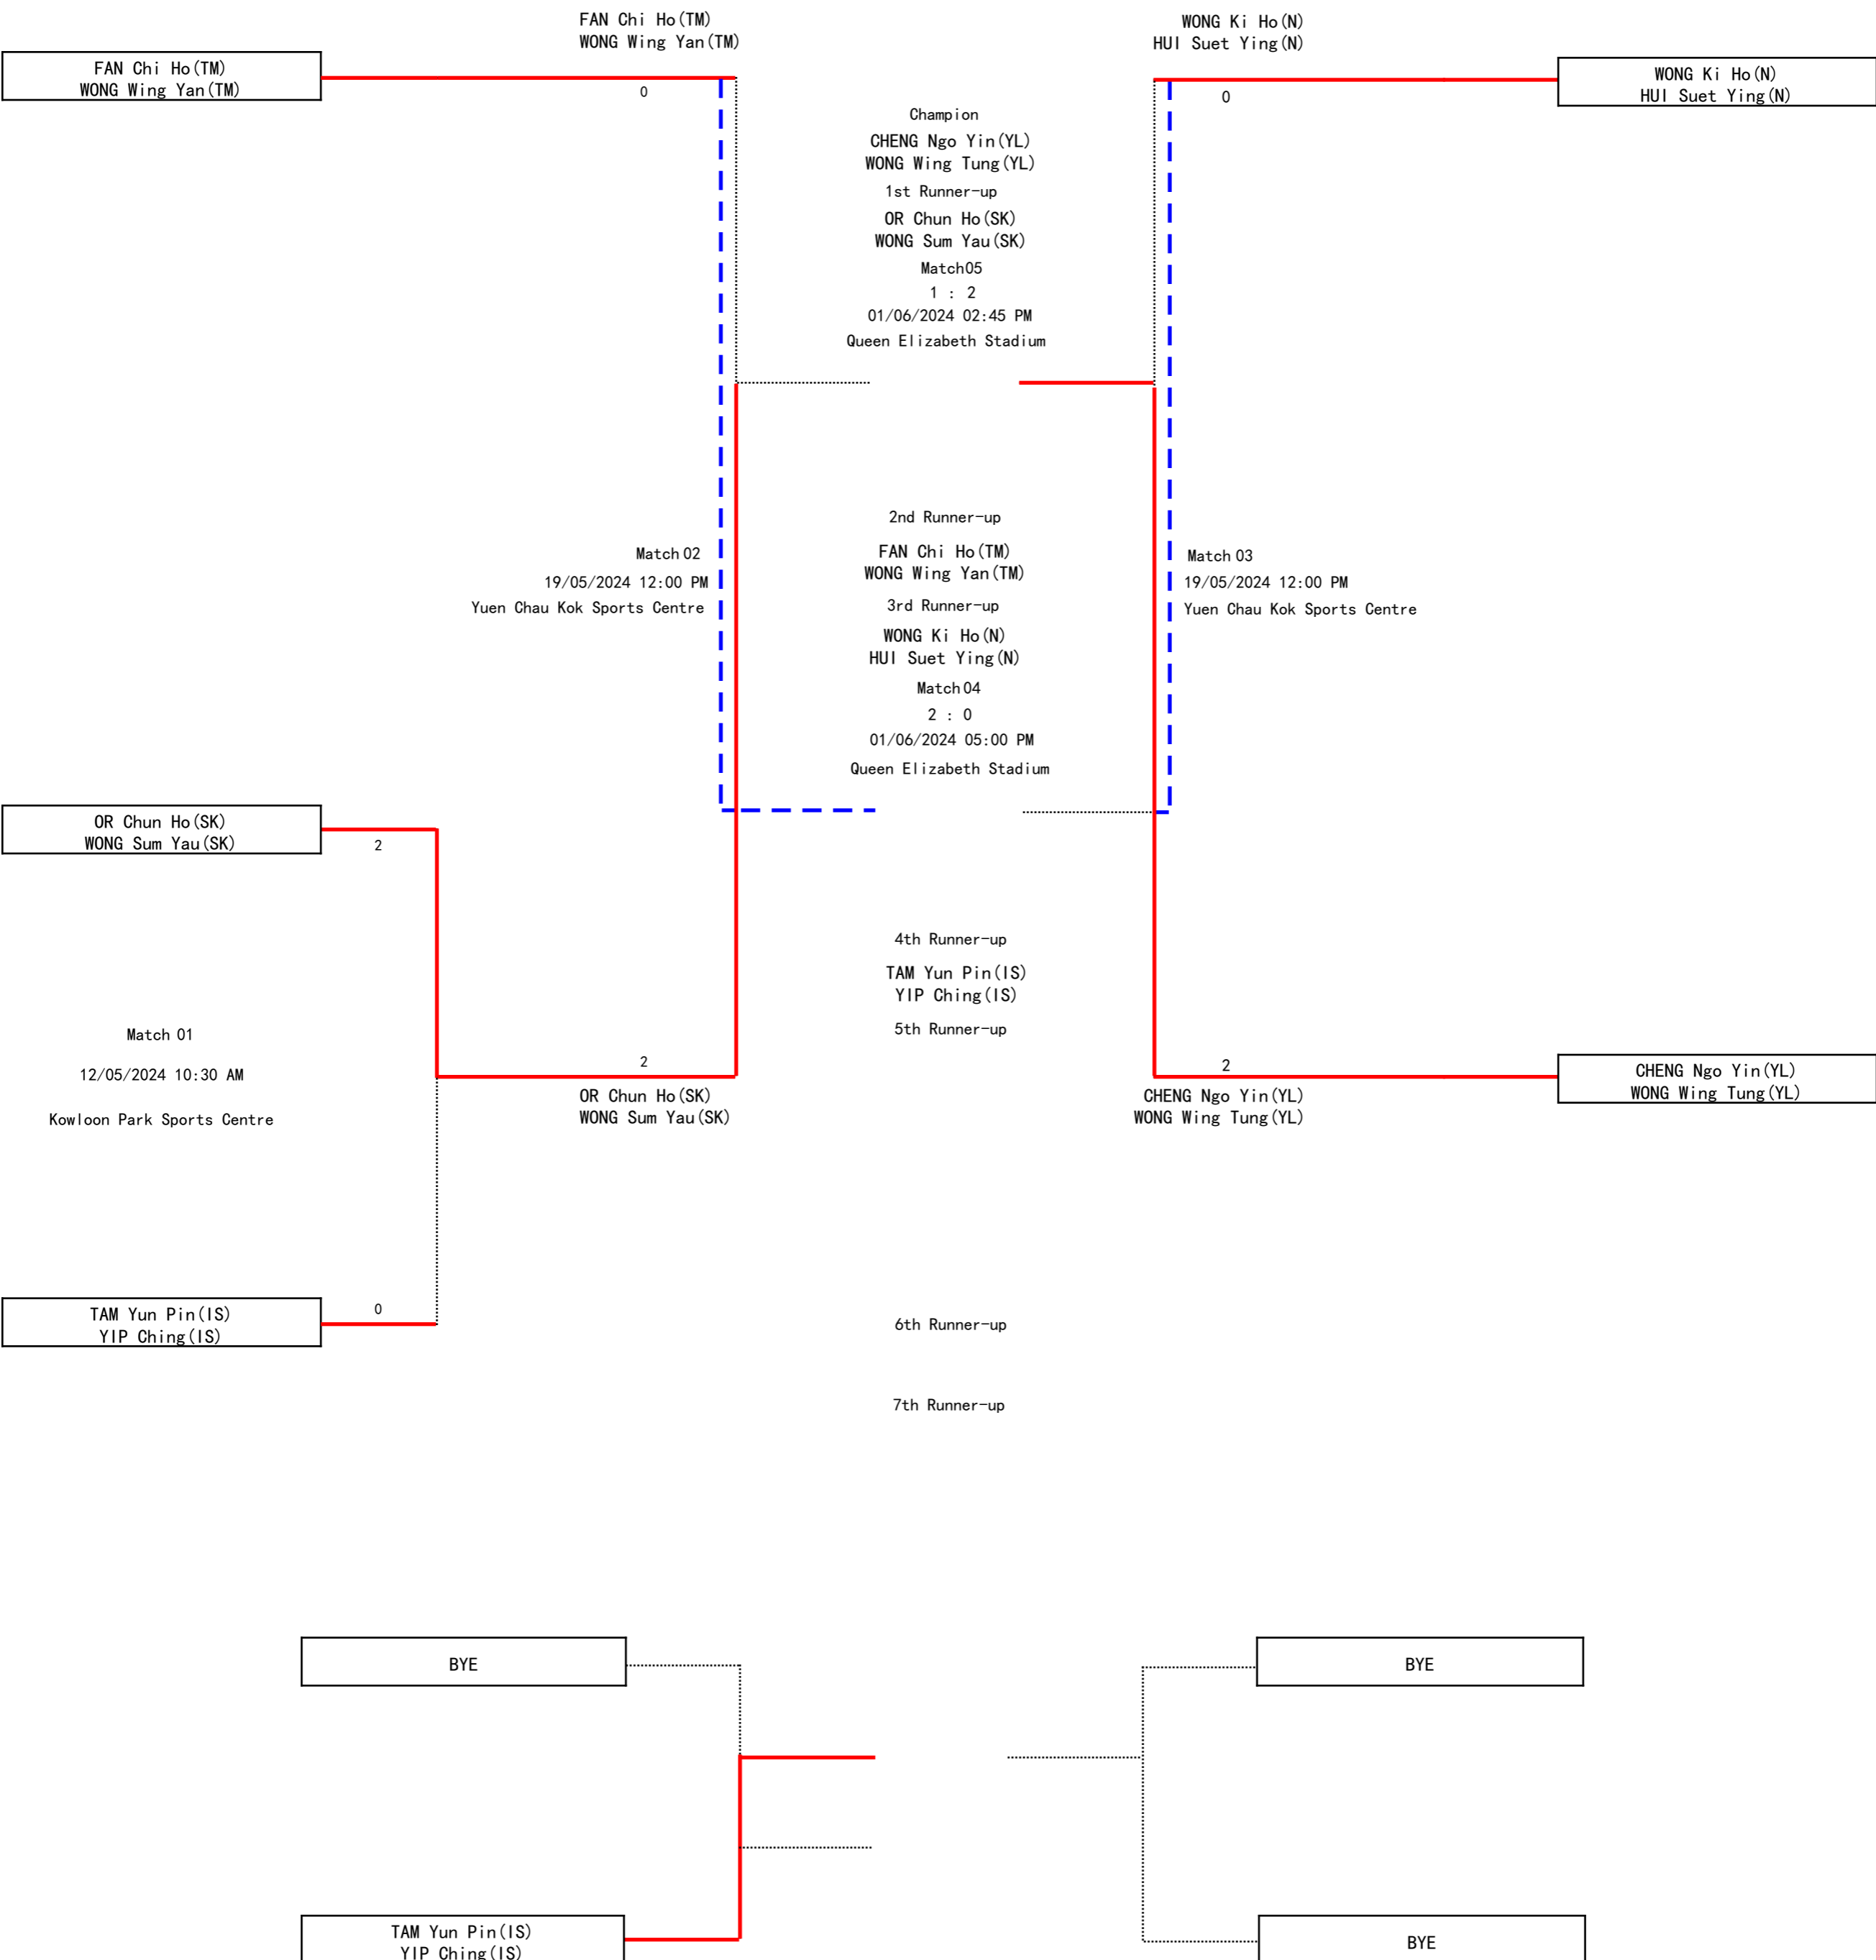 FAN Chi Ho(TM)
WONG Wing Yan(TM)
WONG Ki Ho(N)
HUI Suet Ying(N)
FAN Chi Ho(TM)
WONG Wing Yan(TM)
0
0
WONG Ki Ho(N)
HUI Suet Ying(N)
Champion
CHENG Ngo Yin(YL)
WONG Wing Tung(YL)
1st Runner-up
OR Chun Ho(SK)
WONG Sum Yau(SK)
Match05
1 : 2
01/06/2024 02:45 PM
Queen Elizabeth Stadium
Match 02
19/05/2024 12:00 PM
Yuen Chau Kok Sports Centre
2nd Runner-up
FAN Chi Ho(TM)
WONG Wing Yan(TM)
3rd Runner-up
WONG Ki Ho(N)
HUI Suet Ying(N)
Match04
2 : 0
01/06/2024 05:00 PM
Queen Elizabeth Stadium
Match 03
19/05/2024 12:00 PM
Yuen Chau Kok Sports Centre
OR Chun Ho(SK)
WONG Sum Yau(SK)
2
4th Runner-up
TAM Yun Pin(IS)
YIP Ching(IS)
5th Runner-up
Match 01
12/05/2024 10:30 AM
Kowloon Park Sports Centre
2
OR Chun Ho(SK)
WONG Sum Yau(SK)
2
CHENG Ngo Yin(YL)
WONG Wing Tung(YL)
CHENG Ngo Yin(YL)
WONG Wing Tung(YL)
TAM Yun Pin(IS)
YIP Ching(IS)
0
6th Runner-up
7th Runner-up
BYE
BYE
TAM Yun Pin(IS)
YIP Ching(IS)
BYE